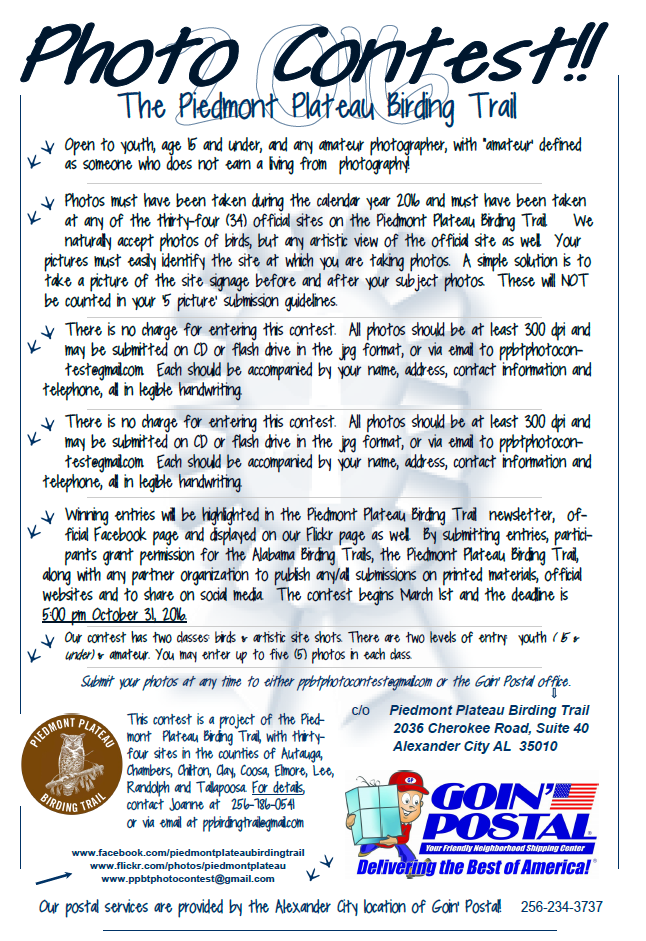 2016
Photo Contest!!
The Piedmont Plateau Birding Trail
Open to youth, age 15 and under, and any amateur photographer, with "amateur' defined
as someone who does not earn a living from photography!
Photos must have been taken during the calendar year 2016 and must have been taken
at any of the thirty-four (34) official sites on the Piedmont Plateau Birding Trail. We
naturally accept photos of birds, but any artistic view of the official site as well. Your
pictures must easily identify the site at which you are taking photos. A simple solution is to
take a picture of the site signage before and after your subject photos. These will NOT
be counted in your '5 picture' submission guidelines.
There is no charge for entering this contest. All photos should be at least 300 dpi and
may be submitted on CD or flash drive in the jpg format, or via email to ppbtphotocon-
test@gmail.com. Each should be accompanied by your name, address, contact information and
telephone, all in legible handwriting.
There is no charge for entering this contest. All photos should be at least 300 dpi and
may be submitted on CD or flash drive in the jpg format, or via email to ppbtphotocon-
test@gmail.com. Each should be accompanied by your name, address, contact information and
telephone, all in legible handwriting.
Winning entries will be highlighted in the Piedmont Plateau Birding Trail newsletter, of-
ficial Facebook page and displayed on our Flickr page as well. By submitting entries, partici-
pants grant permission for the Alabama Birding Trails, the Piedmont Plateau Birding Trail,
along with any partner organization to publish any/all submissions on printed materials, official
websites and to share on social media. The contest begins March 1st and the deadline is
5:00 pm October 31, 2016.
Our contest has two classes: birds & artistic site shots. There are two levels of entry: youth ( 15 &
under) & amateur. You may enter up to five (5) photos in each class.
Submit your photos at any time to either ppbtphotocontest@gmail.com or the Goin' Postal office.
c/o Piedmont Plateau Birding Trail
2036 Cherokee Road, Suite 40
Alexander City AL 35010
PIEDMONT PLATEAU
BIRDING TRAIL
This contest is a project of the Pied-
mont Plateau Birding Trail, with thirty-
four sites in the counties of Autauga,
Chambers, Chilton, Clay, Coosa, Elmore, Lee,
Randolph and Tallapoosa. For details,
contact Joanne at 256-786-0541
or via email at ppbirdingtrail@gmail.com
GP
GOIN'
POSTAL
Your Friendly Neighborhood Shipping Center
Delivering the Best of America!®
www.facebook.com/piedmontplateaubirdingtrail
www.flickr.com/photos/piedmontplateau
www.ppbtphotocontest@gmail.com
Our postal services are provided by the Alexander City location of Goin' Postal! 256-234-3737